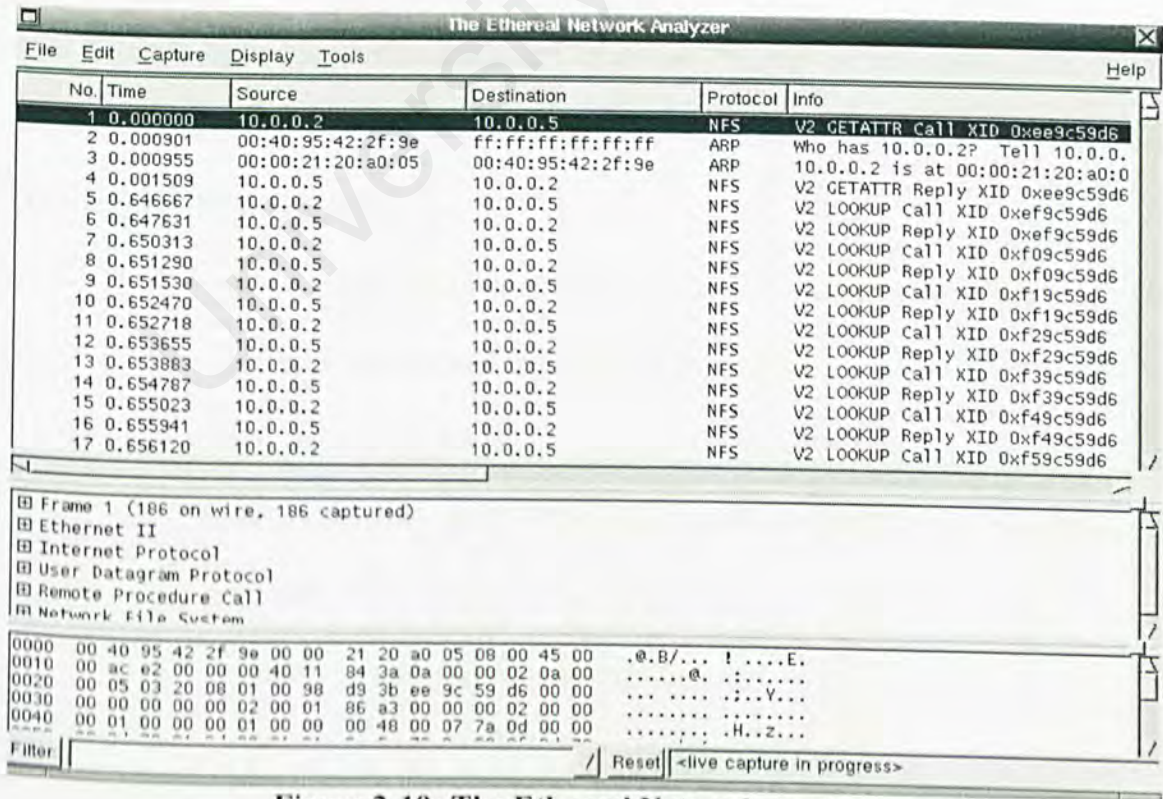 The Ethereal Network Analyzer
File Edit Capture Display Tools Help
No. Time Source Destination Protocol Info
1 0.000000 10.0.0.2 10.0.0.5 NFS V2 GETATTR Call XID 0xee9c59d6
2 0.000901 00:40:95:42:2f:9e ff:ff:ff:ff:ff:ff ARP Who has 10.0.0.2? Tell 10.0.0.
3 0.000955 00:00:21:20:a0:05 00:40:95:42:2f:9e ARP 10.0.0.2 is at 00:00:21:20:a0:0
4 0.001509 10.0.0.5 10.0.0.2 NFS V2 GETATTR Reply XID 0xee9c59d6
5 0.646667 10.0.0.2 10.0.0.5 NFS V2 LOOKUP Call XID 0xef9c59d6
6 0.647631 10.0.0.5 10.0.0.2 NFS V2 LOOKUP Reply XID 0xef9c59d6
7 0.650313 10.0.0.2 10.0.0.5 NFS V2 LOOKUP Call XID 0xf09c59d6
8 0.651290 10.0.0.5 10.0.0.2 NFS V2 LOOKUP Reply XID 0xf09c59d6
9 0.651530 10.0.0.2 10.0.0.5 NFS V2 LOOKUP Call XID 0xf19c59d6
10 0.652470 10.0.0.5 10.0.0.2 NFS V2 LOOKUP Reply XID 0xf19c59d6
11 0.652718 10.0.0.2 10.0.0.5 NFS V2 LOOKUP Call XID 0xf29c59d6
12 0.653655 10.0.0.5 10.0.0.2 NFS V2 LOOKUP Reply XID 0xf29c59d6
13 0.653883 10.0.0.2 10.0.0.5 NFS V2 LOOKUP Call XID 0xf39c59d6
14 0.654787 10.0.0.5 10.0.0.2 NFS V2 LOOKUP Reply XID 0xf39c59d6
15 0.655023 10.0.0.2 10.0.0.5 NFS V2 LOOKUP Call XID 0xf49c59d6
16 0.655941 10.0.0.5 10.0.0.2 NFS V2 LOOKUP Reply XID 0xf49c59d6
17 0.656120 10.0.0.2 10.0.0.5 NFS V2 LOOKUP Call XID 0xf59c59d6
Frame 1 (186 on wire, 186 captured)
Ethernet II
Internet Protocol
User Datagram Protocol
Remote Procedure Call
Network File System
0000 00 40 95 42 2f 9e 00 00 21 20 a0 05 08 00 45 00 .@.B/... ! ....E.
0010 00 ac e2 00 00 00 40 11 84 3a 0a 00 00 02 0a 00 ......@. .:......
0020 00 05 03 20 08 01 00 98 d9 3b ee 9c 59 d6 00 00 ... .... .;..Y...
0030 00 00 00 00 00 02 00 01 86 a3 00 00 00 02 00 00 ........ ........
0040 00 01 00 00 00 01 00 00 00 48 00 07 7a 0d 00 00 ........ .H..z...
Filter Reset <live capture in progress>
Universi